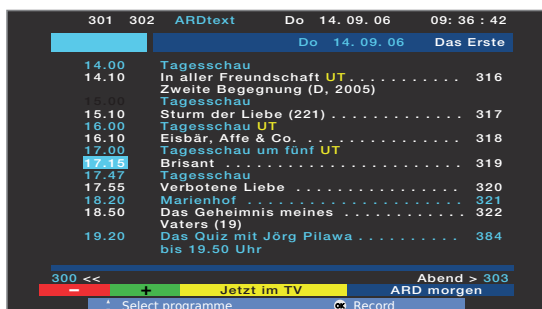 301 302 ARDtext Do 14. 09. 06 09: 36 : 42
Do 14. 09. 06 Das Erste
14.00 Tagesschau
14.10 In aller Freundschaft UT. . . . . . . . . . . . 316
Zweite Begegnung (D, 2005)
15.00 Tagesschau
15.10 Sturm der Liebe (221) . . . . . . . . . . . . . 317
16.00 Tagesschau UT
16.10 Eisbär, Affe & Co. . . . . . . . . . . . . . . . 318
17.00 Tagesschau um fünf UT
17.15 Brisant . . . . . . . . . . . . . . . . . . . . . . 319
17.47 Tagesschau
17.55 Verbotene Liebe . . . . . . . . . . . . . . . . 320
18.20 Marienhof . . . . . . . . . . . . . . . . . . . . 321
18.50 Das Geheimnis meines . . . . . . . . . . . 322
Vaters (19)
19.20 Das Quiz mit Jörg Pilawa . . . . . . . . . 384
bis 19.50 Uhr
300 << Abend > 303
− + Jetzt im TV ARD morgen
Select programme OK Record